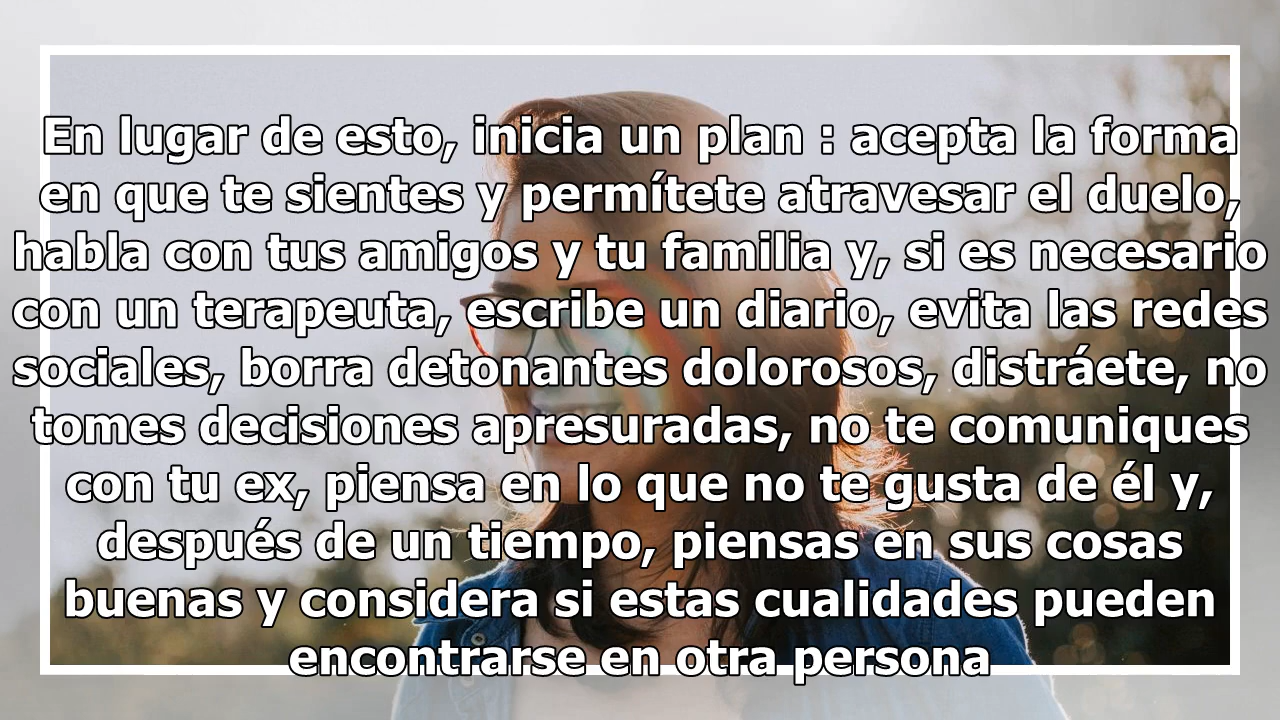 En lugar de esto, inicia un plan : acepta la forma
en que te sientes y permítete atravesar el duelo,
habla con tus amigos y tu familia y, si es necesario
con un terapeuta, escribe un diario, evita las redes
sociales, borra detonantes dolorosos, distráete, no
tomes decisiones apresuradas, no te comuniques
con tu ex, piensa en lo que no te gusta de él y,
después de un tiempo, piensas en sus cosas
buenas y considera si estas cualidades pueden
encontrarse en otra persona